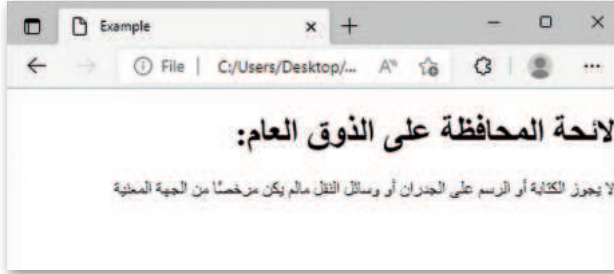 Example
File | C:/Users/Desktop/...
لائحة المحافظة على الذوق العام:
لا يجوز الكتابة أو الرسم على الجدران أو وسائل النقل مالم يكن مرخصًا من الجهة المعنية